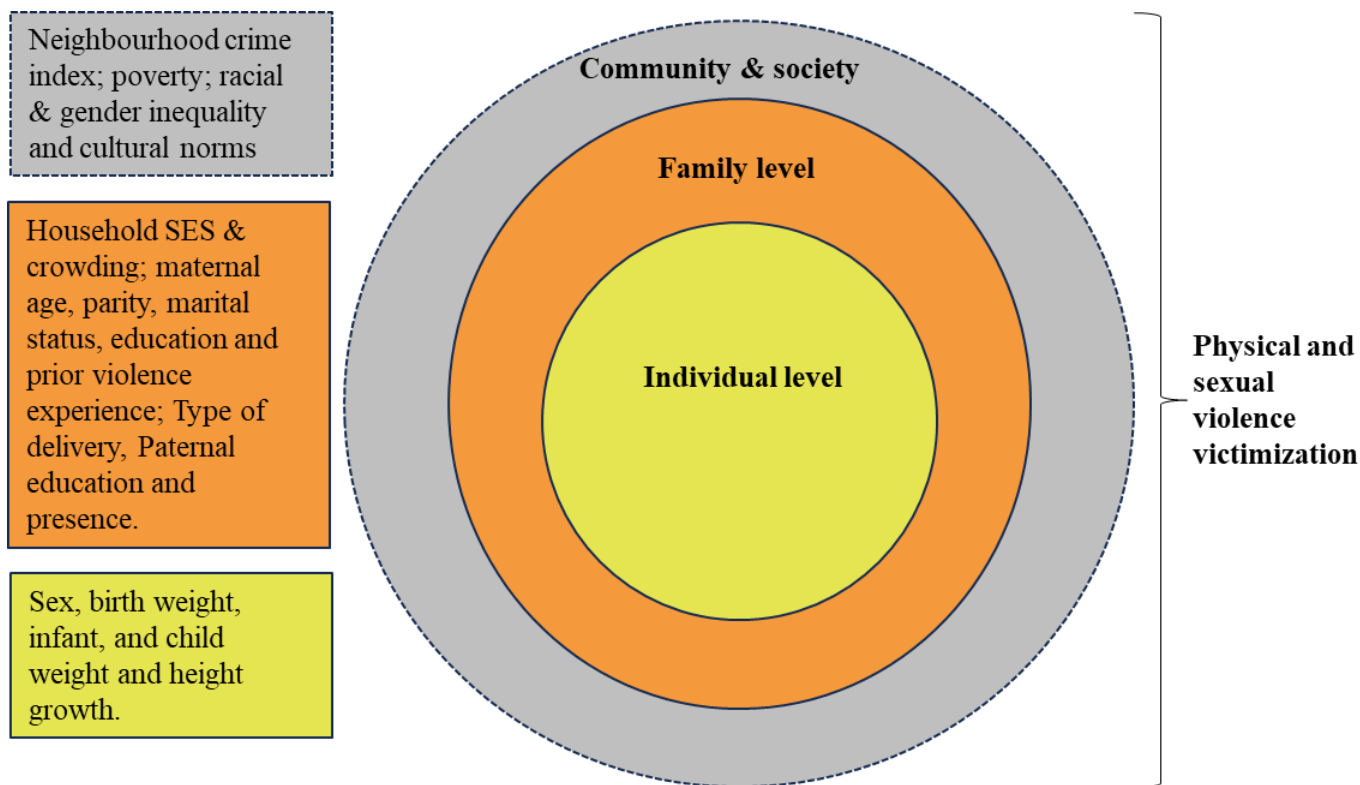 Neighbourhood crime
index; poverty; racial
& gender inequality
and cultural norms
Household SES &
crowding; maternal
age, parity, marital
status, education and
prior violence
experience; Type of
delivery, Paternal
education and
presence.
Sex, birth weight,
infant, and child
weight and height
growth.
Community & society
Family level
Individual level
Physical and
sexual
violence
victimization